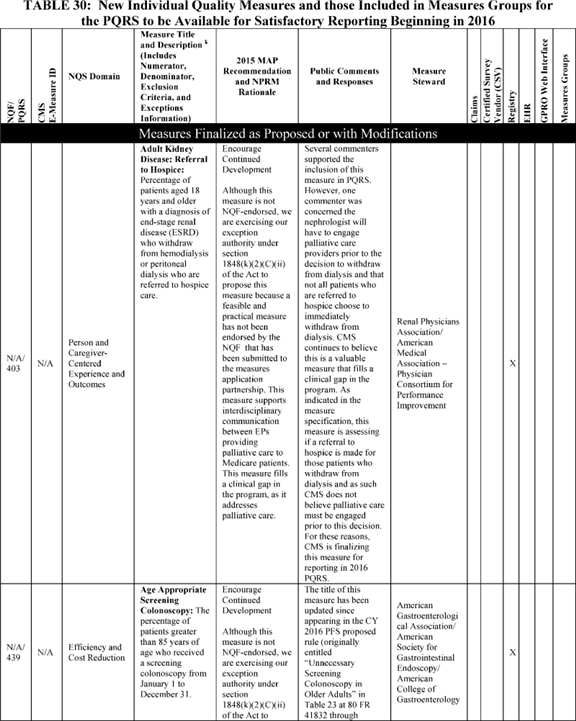 TABLE 30: New Individual Quality Measures and those Included in Measures Groups for
the PQRS to be Available for Satisfactory Reporting Beginning in 2016
NQF/
PQRS
CMS
E-Measure ID
NQS Domain
Measure Title
and Description ¥
(Includes
Numerator,
Denominator,
Exclusion
Criteria, and
Exceptions
Information)
2015 MAP
Recommendation
and NPRM
Rationale
Public Comments
and Responses
Measure
Steward
Claims
Certified Survey
Vendor (CSV)
Registry
EHR
GPRO Web Interface
Measures Groups
Measures Finalized as Proposed or with Modifications
N/A/
403
N/A
Person and
Caregiver-
Centered
Experience and
Outcomes
Adult Kidney
Disease: Referral
to Hospice:
Percentage of
patients aged 18
years and older
with a diagnosis of
end-stage renal
disease (ESRD)
who withdraw
from hemodialysis
or peritoneal
dialysis who are
referred to hospice
care.
Encourage
Continued
Development
Although this
measure is not
NQF-endorsed, we
are exercising our
exception
authority under
section
1848(k)(2)(C)(ii)
of the Act to
propose this
measure because a
feasible and
practical measure
has not been
endorsed by the
NQF that has
been submitted to
the measures
application
partnership. This
measure supports
interdisciplinary
communication
between EPs
providing
palliative care to
Medicare patients.
This measure fills
a clinical gap in
the program, as it
addresses
palliative care.
Several commenters
supported the
inclusion of this
measure in PQRS.
However, one
commenter was
concerned the
nephrologist will
have to engage
palliative care
providers prior to the
decision to withdraw
from dialysis and that
not all patients who
are referred to
hospice choose to
immediately
withdraw from
dialysis. CMS
continues to believe
this is a valuable
measure that fills a
clinical gap in the
program. As
indicated in the
measure
specification, this
measure is assessing
if a referral to
hospice is made for
those patients who
withdraw from
dialysis and as such
CMS does not
believe palliative care
must be engaged
prior to this decision.
For these reasons,
CMS is finalizing
this measure for
reporting in 2016
PQRS.
Renal Physicians
Association/
American
Medical
Association –
Physician
Consortium for
Performance
Improvement
X
N/A/
439
N/A
Efficiency and
Cost Reduction
Age Appropriate
Screening
Colonoscopy: The
percentage of
patients greater
than 85 years of
age who received a
screening
colonoscopy from
January 1 to
December 31.
Encourage
Continued
Development
Although this
measure is not
NQF-endorsed, we
are exercising our
exception
authority under
section
1848(k)(2)(C)(ii)
of the Act to
The title of this
measure has been
updated since
appearing in the CY
2016 PFS proposed
rule (originally
entitled
“Unnecessary
Screening
Colonoscopy in
Older Adults” in
Table 23 at 80 FR
41832 through
American
Gastroenterologi
cal Association/
American
Society for
Gastrointestinal
Endoscopy/
American
College of
Gastroenterology
X